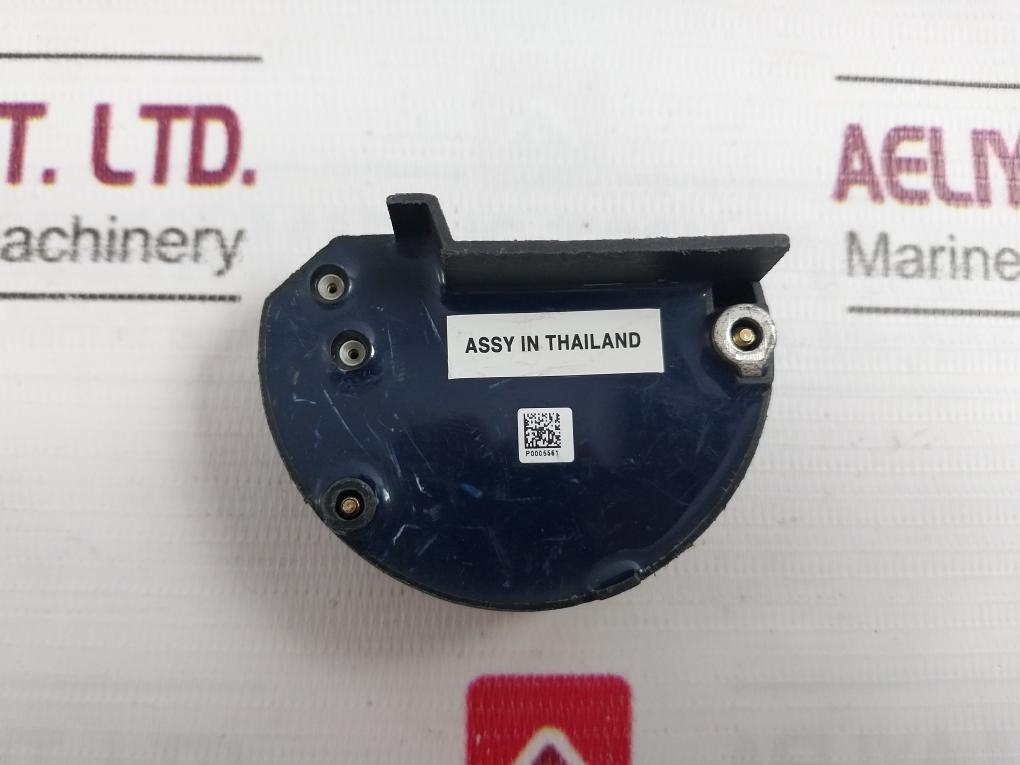 T. LTD.
achinery
AELIY
Marine
ASSY IN THAILAND
P0005561